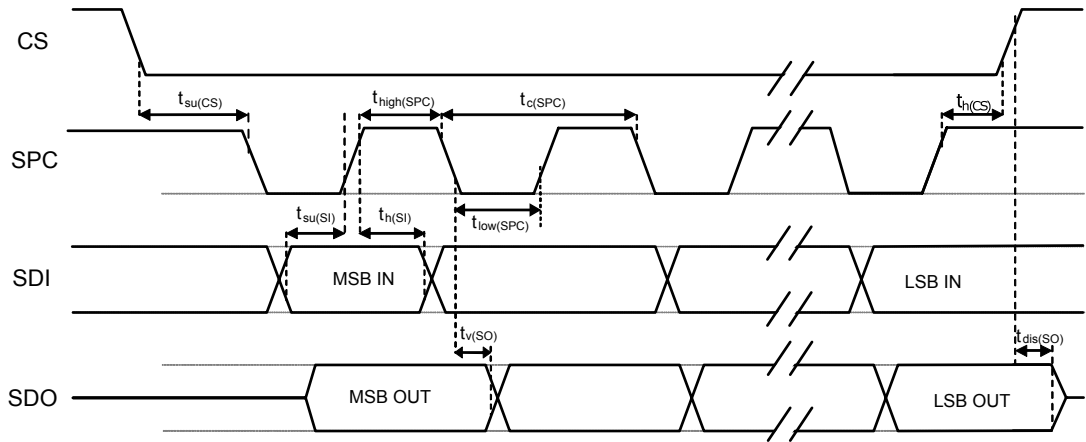 CS
tsu(CS)
thigh(SPC)
tc(SPC)
th(CS)
SPC
tsu(SI)
th(SI)
tlow(SPC)
SDI
MSB IN
LSB IN
tv(SO)
tdis(SO)
SDO
MSB OUT
LSB OUT